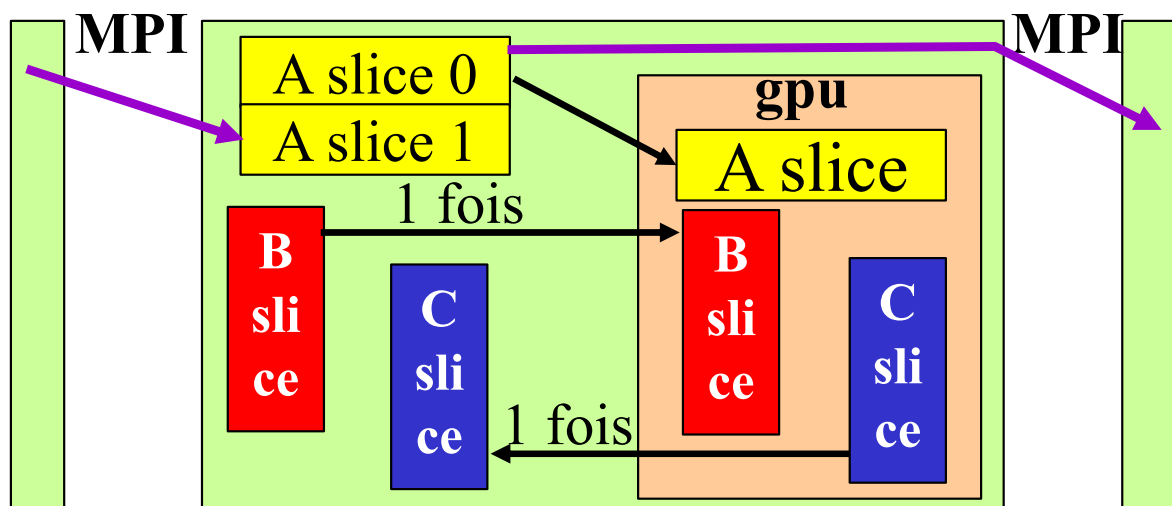 MPI
MPI
A slice 0
A slice 1
gpu
A slice
1 fois
B
sli
ce
C
sli
ce
B
sli
ce
C
sli
ce
1 fois